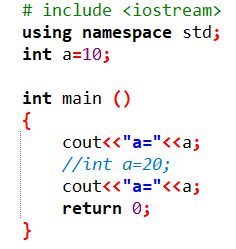 # include <iostream>
using namespace std;
int a=10;
int main ()
{
cout<<"a="<<a;
//int a=20;
cout<<"a="<<a;
return 0;
}